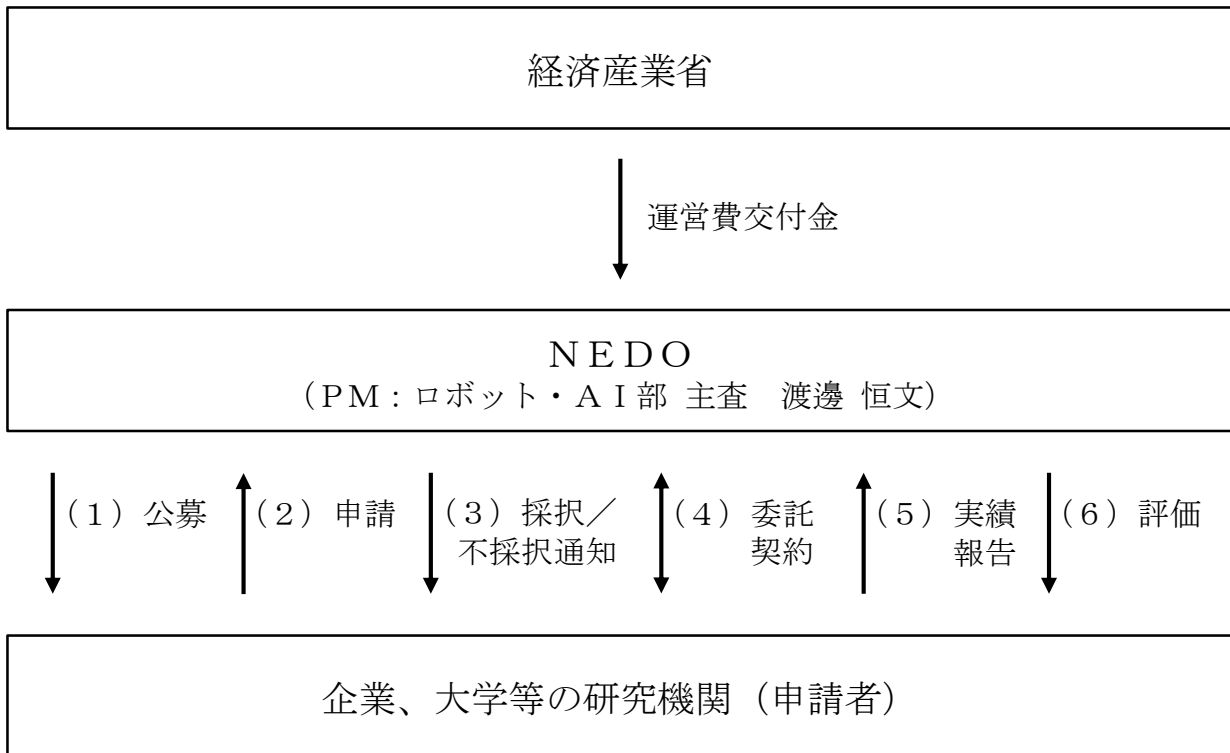 経済産業省
運営費交付金
ＮＥＤＯ
（ＰＭ：ロボット・ＡＩ部 主査　渡邊 恒文）
（１）公募
（２）申請
（３）採択／
不採択通知
（４）委託
契約
（５）実績
報告
（６）評価
企業、大学等の研究機関（申請者）